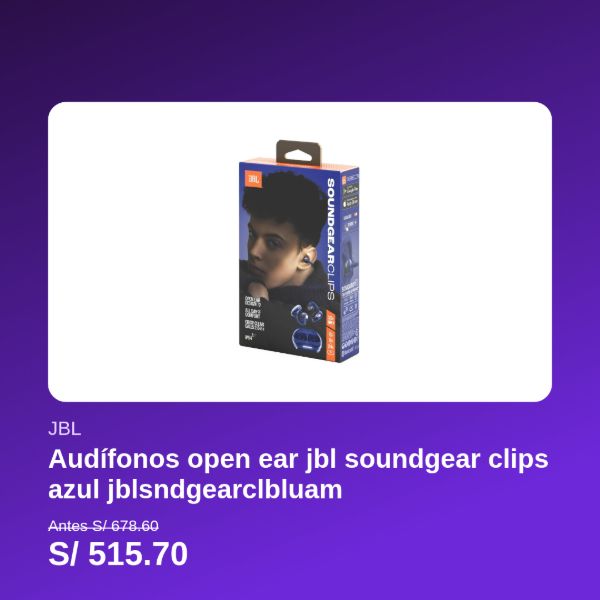 JBL
SOUNDGEARCLIPS
JBL
Audífonos open ear jbl soundgear clips
azul jblsndgearclbluam
Antes S/ 678.60
S/ 515.70